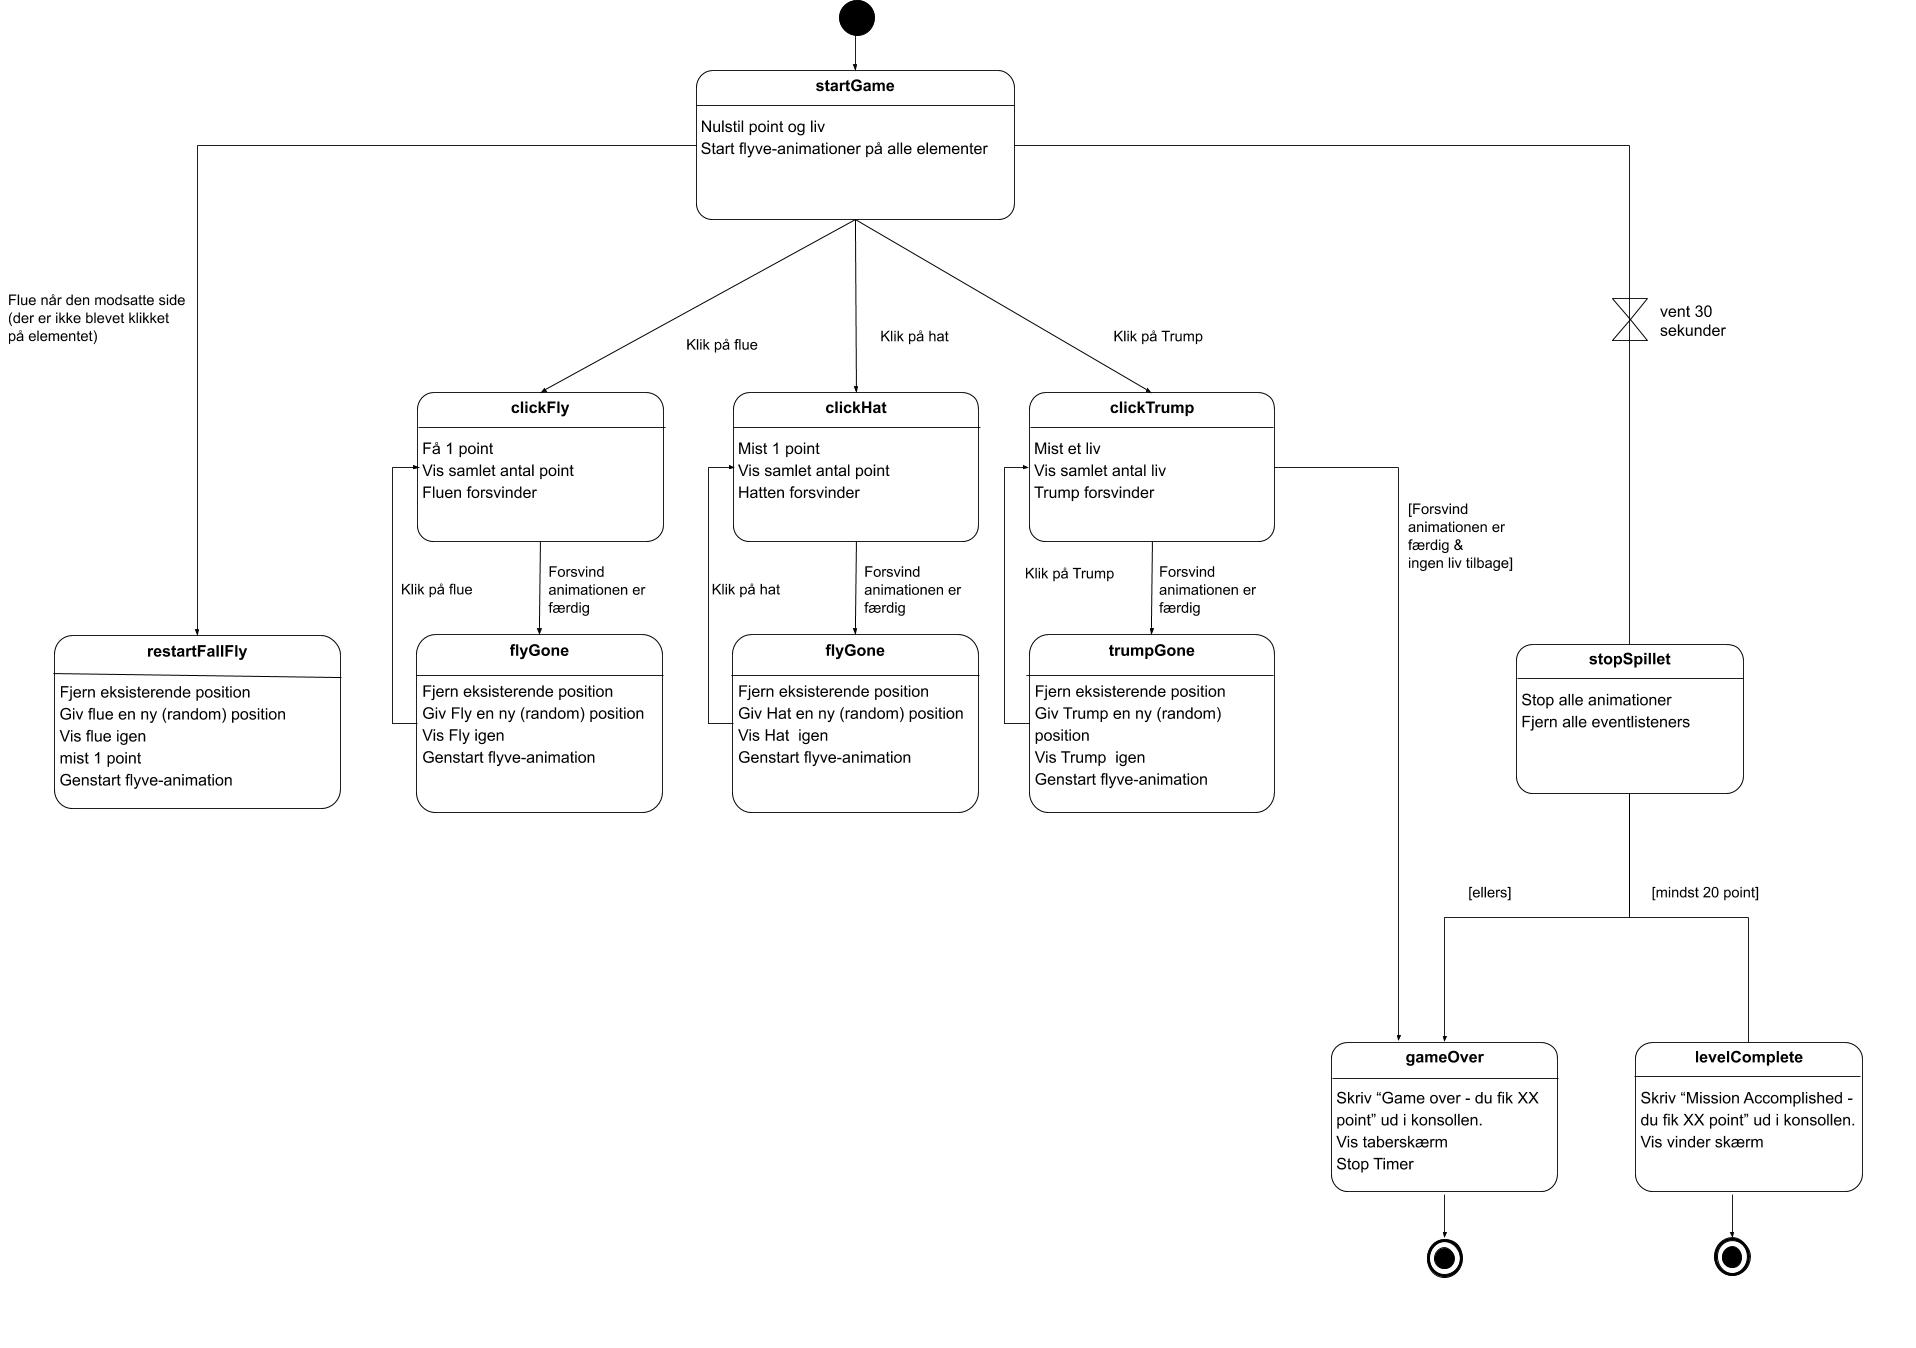 startGame
Nulstil point og liv
Start flyve-animationer på alle elementer
Flue når den modsatte side
(der er ikke blevet klikket
på elementet)
Klik på flue
Klik på hat
Klik på Trump
vent 30
sekunder
clickFly
Få 1 point
Vis samlet antal point
Fluen forsvinder
clickHat
Mist 1 point
Vis samlet antal point
Hatten forsvinder
clickTrump
Mist et liv
Vis samlet antal liv
Trump forsvinder
[Forsvind
animationen er
færdig &
ingen liv tilbage]
Klik på flue
Forsvind
animationen er
færdig
Klik på hat
Forsvind
animationen er
færdig
Klik på Trump
Forsvind
animationen er
færdig
restartFallFly
Fjern eksisterende position
Giv flue en ny (random) position
Vis flue igen
mist 1 point
Genstart flyve-animation
flyGone
Fjern eksisterende position
Giv Fly en ny (random) position
Vis Fly igen
Genstart flyve-animation
flyGone
Fjern eksisterende position
Giv Hat en ny (random) position
Vis Hat  igen
Genstart flyve-animation
trumpGone
Fjern eksisterende position
Giv Trump en ny (random)
position
Vis Trump  igen
Genstart flyve-animation
stopSpillet
Stop alle animationer
Fjern alle eventlisteners
[ellers]
[mindst 20 point]
gameOver
Skriv “Game over - du fik XX
point” ud i konsollen.
Vis taberskærm
Stop Timer
levelComplete
Skriv “Mission Accomplished -
du fik XX point” ud i konsollen.
Vis vinder skærm